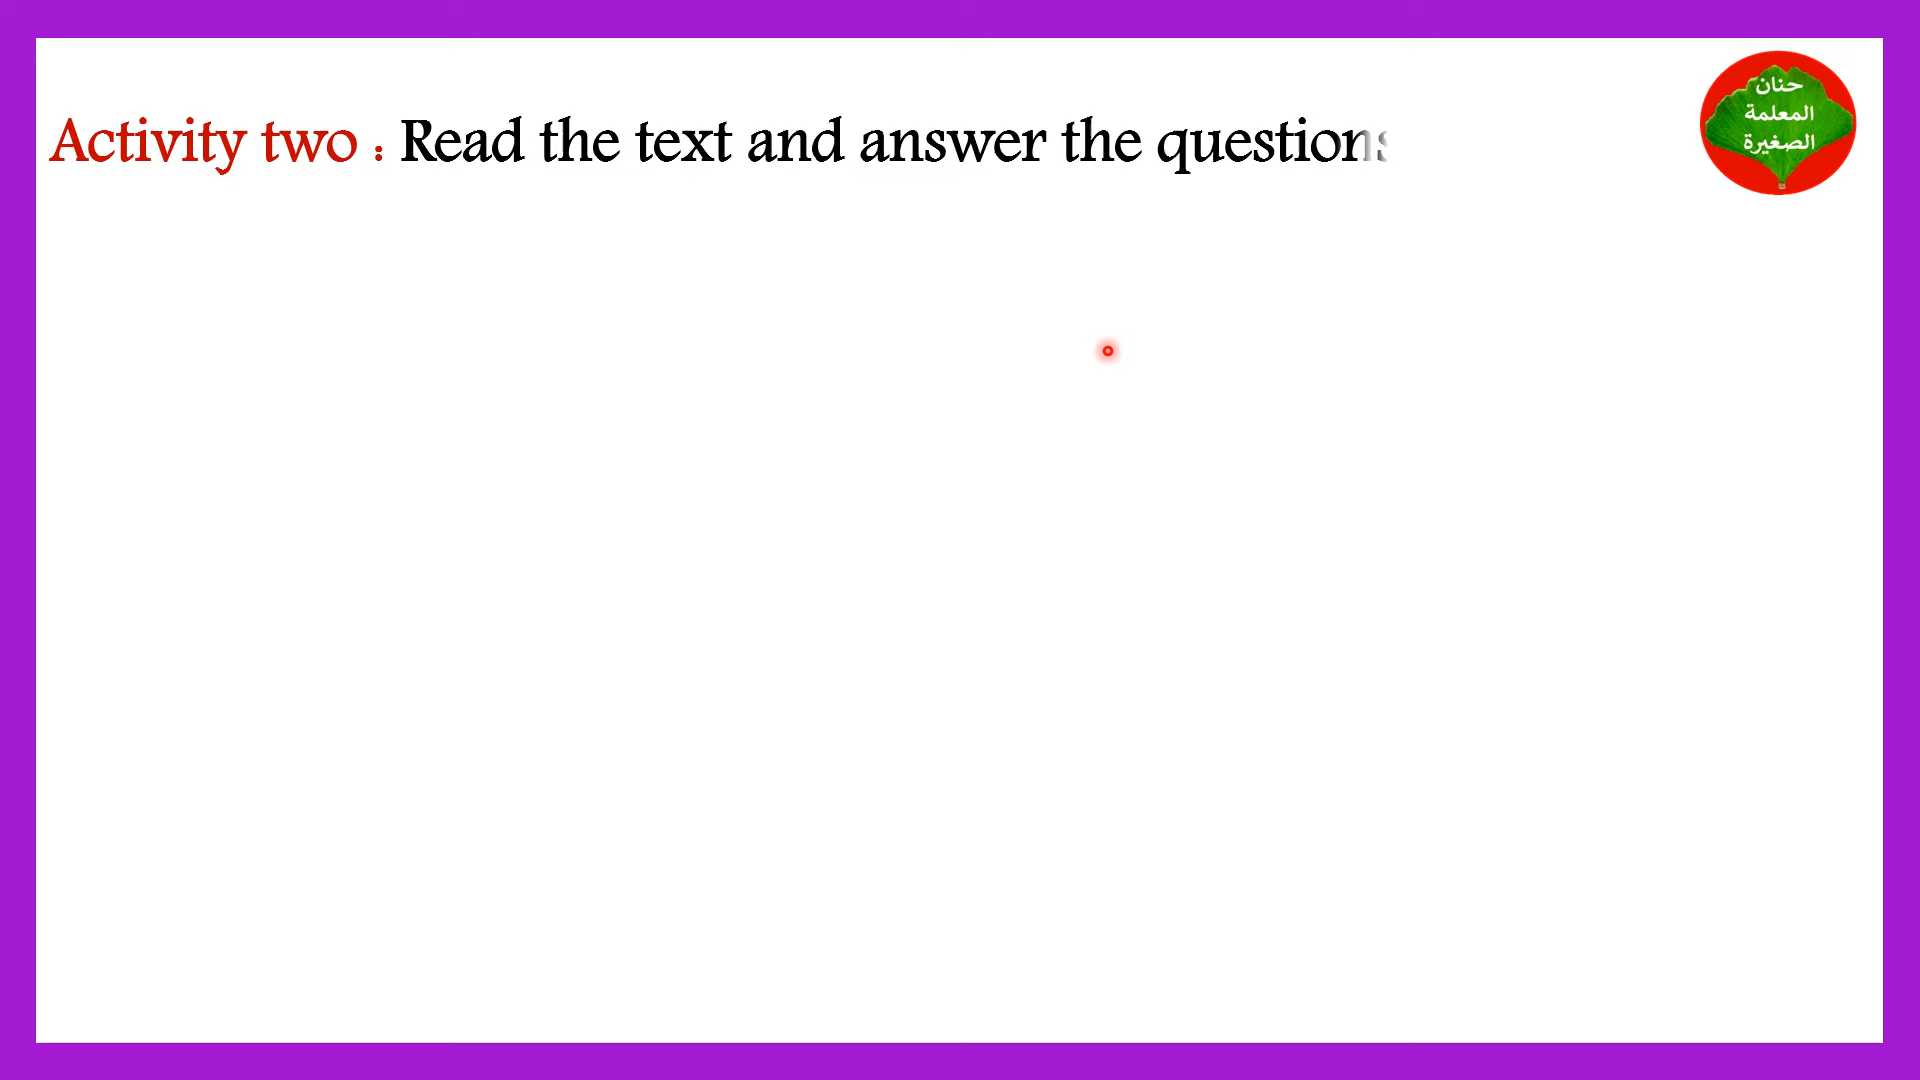 Activity two : Read the text and answer the questions
حنان
المعلمة
الصغيرة